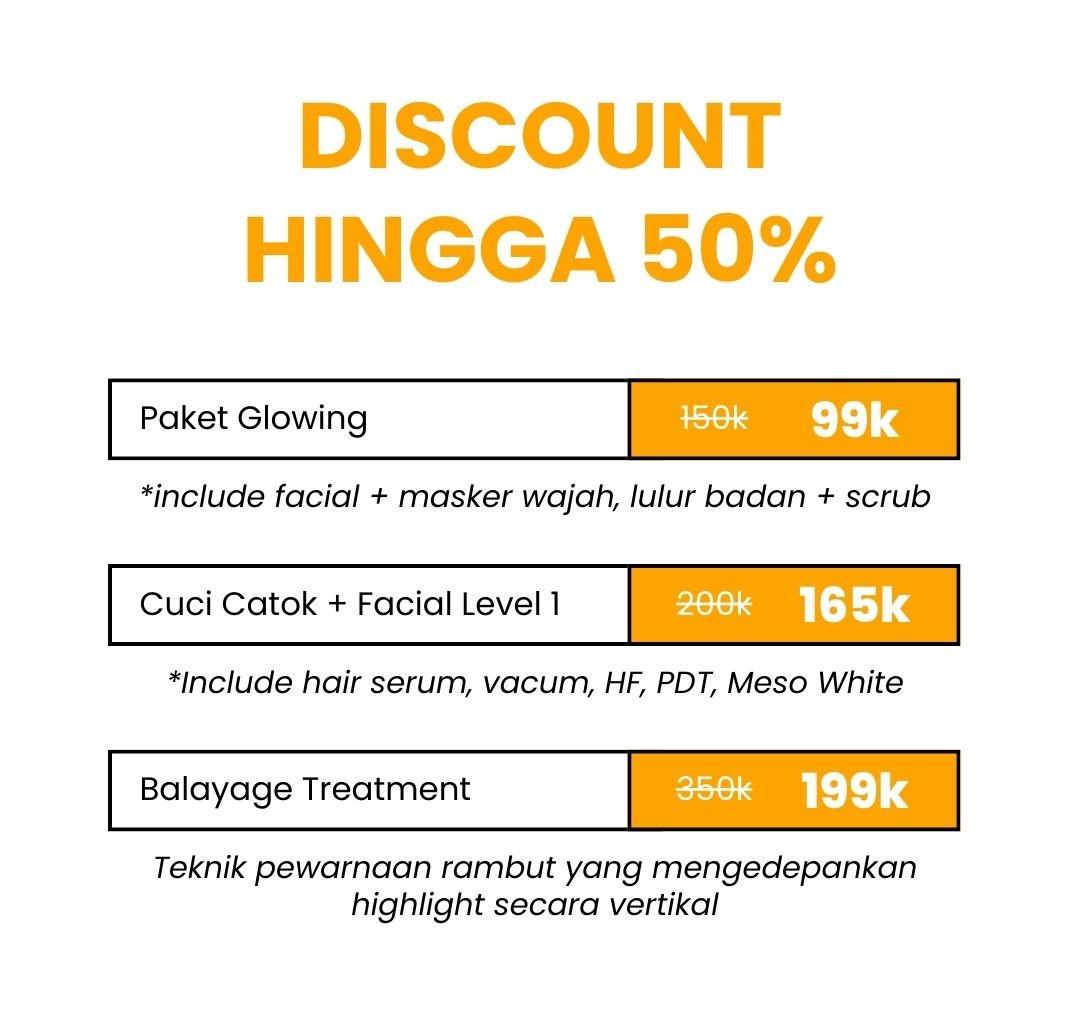 DISCOUNT
HINGGA 50%
Paket Glowing 150k 99k
*include facial + masker wajah, lulur badan + scrub
Cuci Catok + Facial Level 1 200k 165k
*Include hair serum, vacum, HF, PDT, Meso White
Balayage Treatment 350k 199k
Teknik pewarnaan rambut yang mengedepankan
highlight secara vertikal